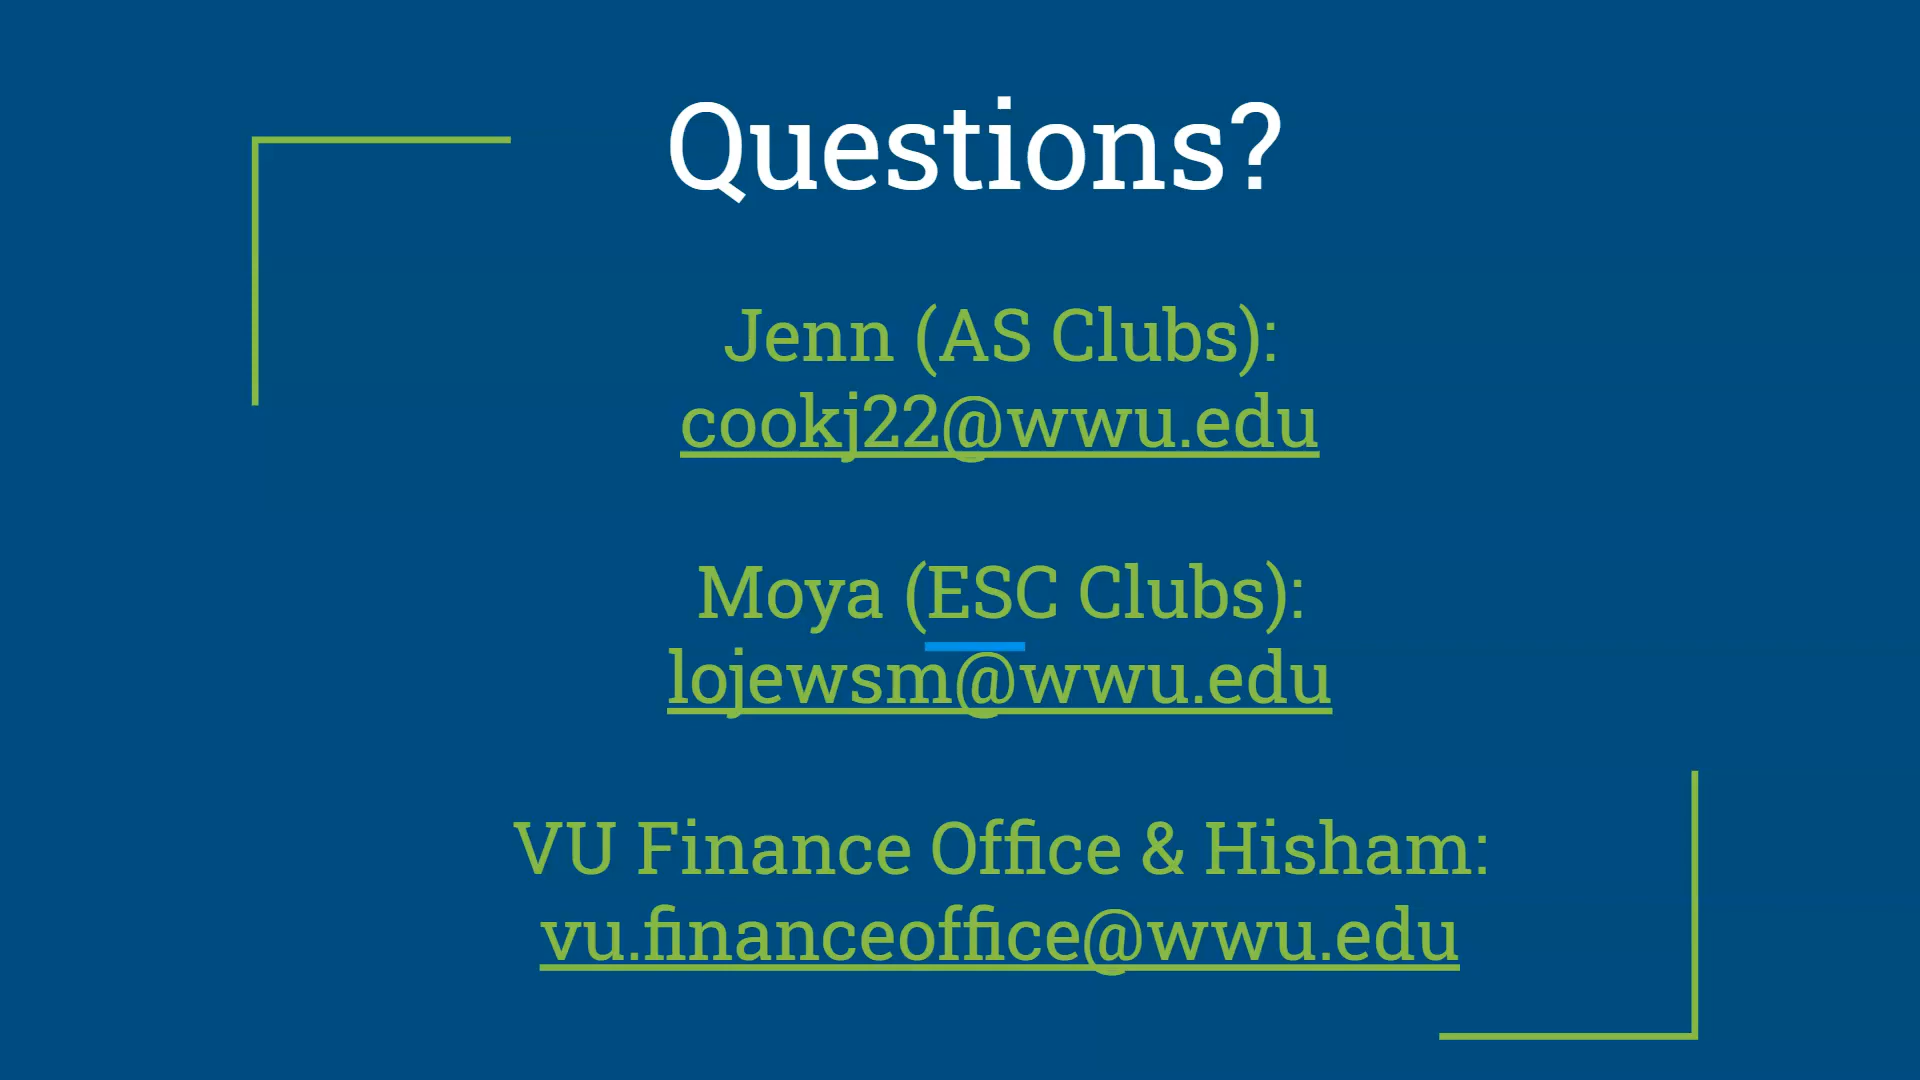 Questions?
Jenn (AS Clubs):
cookj22@wwu.edu
Moya (ESC Clubs):
lojewsm@wwu.edu
VU Finance Office & Hisham:
vu.financeoffice@wwu.edu